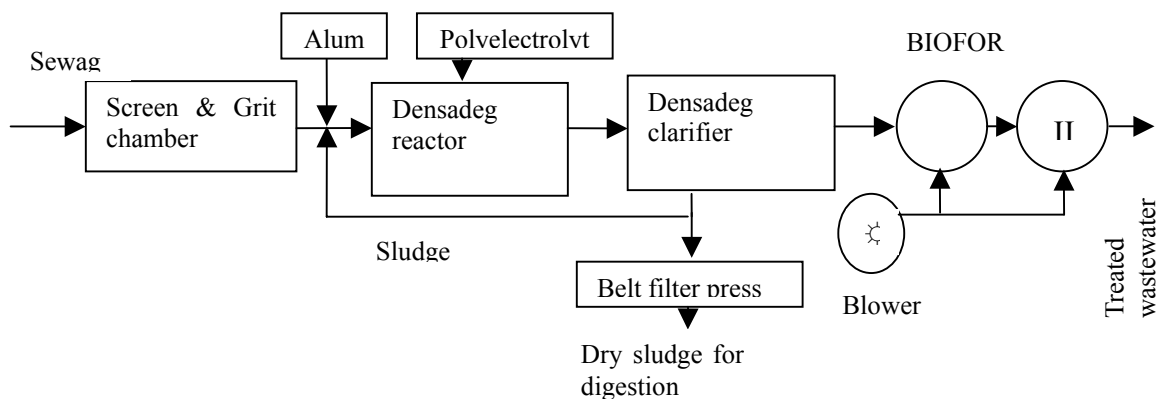 Alum
Polvelectrolvt
BIOFOR
Sewag
Screen & Grit
chamber
Densadeg
reactor
Densadeg
clarifier
II
Sludge
Belt filter press
Blower
Treated
wastewater
Dry sludge for
digestion